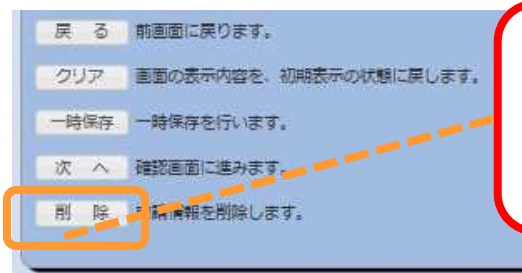 戻 る 前画面に戻ります。
クリア 画面の表示内容を、初期表示の状態に戻します。
一時保存 一時保存を行います。
次 へ 確認画面に進みます。
削 除 申請情報を削除します。